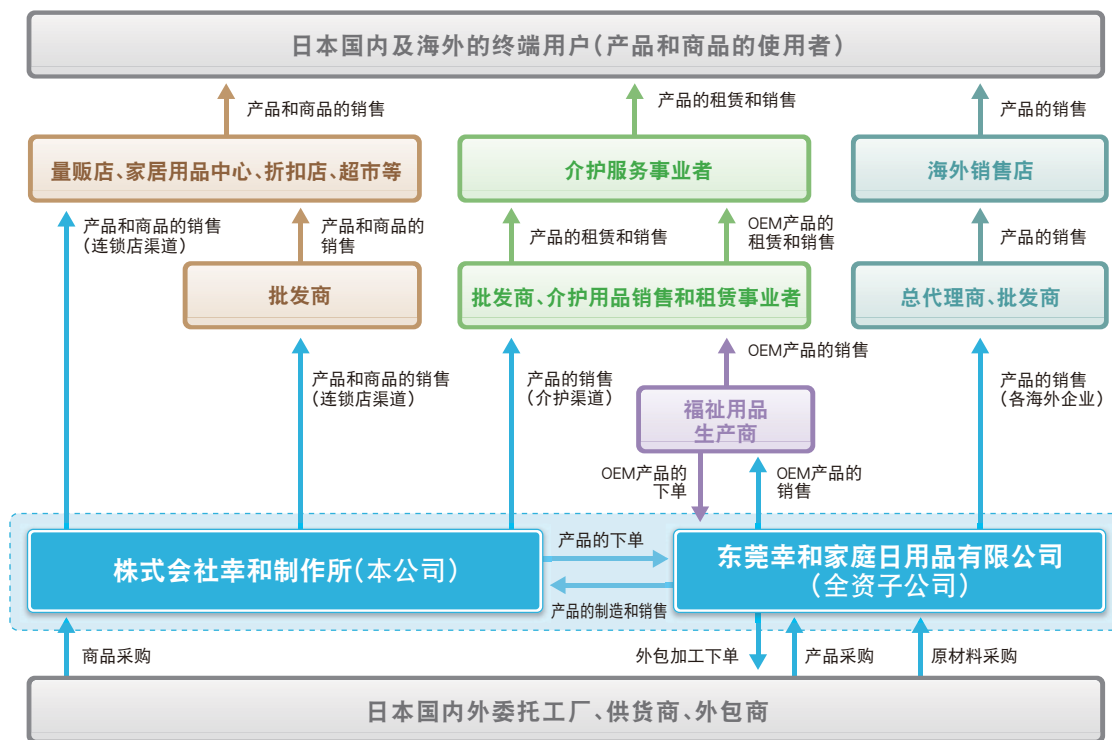 日本国内及海外的终端用户(产品和商品的使用者)
产品和商品的销售
产品的租赁和销售
产品的销售
量贩店、家居用品中心、折扣店、超市等
介护服务事业者
海外销售店
产品和商品的销售
(连锁店渠道)
产品和商品的
销售
产品的租赁和销售
OEM产品的
租赁和销售
产品的销售
批发商
批发商、介护用品销售和租赁事业者
总代理商、批发商
OEM产品的销售
产品和商品的销售
(连锁店渠道)
产品的销售
(介护渠道)
产品的销售
(各海外企业)
福祉用品
生产商
OEM产品的
下单
OEM产品的
销售
株式会社幸和制作所(本公司)
产品的下单
产品的制造和销售
东莞幸和家庭日用品有限公司
(全资子公司)
商品采购
外包加工下单
产品采购
原材料采购
日本国内外委托工厂、供货商、外包商